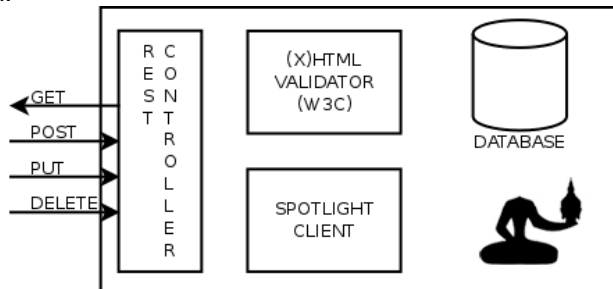 GET
POST
PUT
DELETE
REST
CONTROLLER
(X)HTML
VALIDATOR
(W3C)
SPOTLIGHT
CLIENT
DATABASE